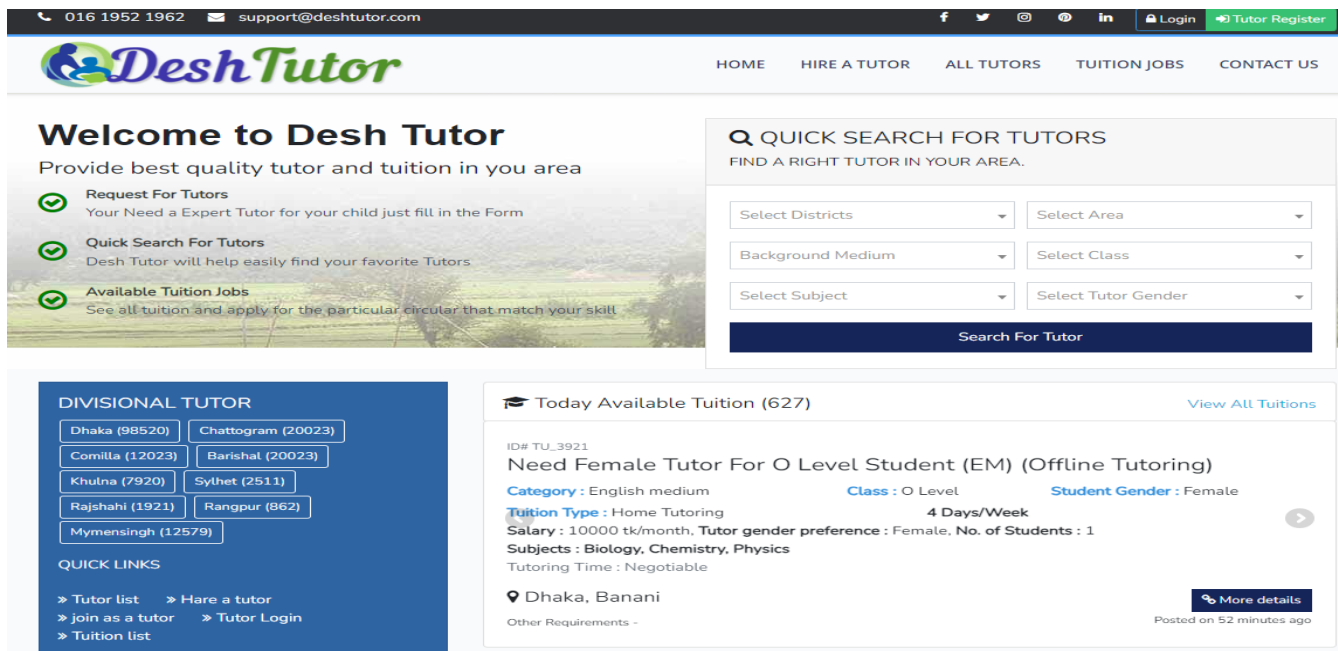 016 1952 1962 support@deshtutor.com Login Tutor Register
DeshTutor
HOME HIRE A TUTOR ALL TUTORS TUITION JOBS CONTACT US
Welcome to Desh Tutor
Provide best quality tutor and tuition in you area
Request For Tutors
Your Need a Expert Tutor for your child just fill in the Form
Quick Search For Tutors
Desh Tutor will help easily find your favorite Tutors
Available Tuition Jobs
See all tuition and apply for the particular circular that match your skill
QUICK SEARCH FOR TUTORS
FIND A RIGHT TUTOR IN YOUR AREA.
Select Districts Select Area
Background Medium Select Class
Select Subject Select Tutor Gender
Search For Tutor
DIVISIONAL TUTOR
Dhaka (98520) Chattogram (20023)
Comilla (12023) Barishal (20023)
Khulna (7920) Sylhet (2511)
Rajshahi (1921) Rangpur (862)
Mymensingh (12579)
QUICK LINKS
» Tutor list » Hare a tutor
» join as a tutor » Tutor Login
» Tuition list
Today Available Tuition (627) View All Tuitions
ID# TU_3921
Need Female Tutor For O Level Student (EM) (Offline Tutoring)
Category : English medium Class : O Level Student Gender : Female
Tuition Type : Home Tutoring 4 Days/Week
Salary : 10000 tk/month, Tutor gender preference : Female, No. of Students : 1
Subjects : Biology, Chemistry, Physics
Tutoring Time : Negotiable
Dhaka, Banani
More details
Other Requirements -
Posted on 52 minutes ago